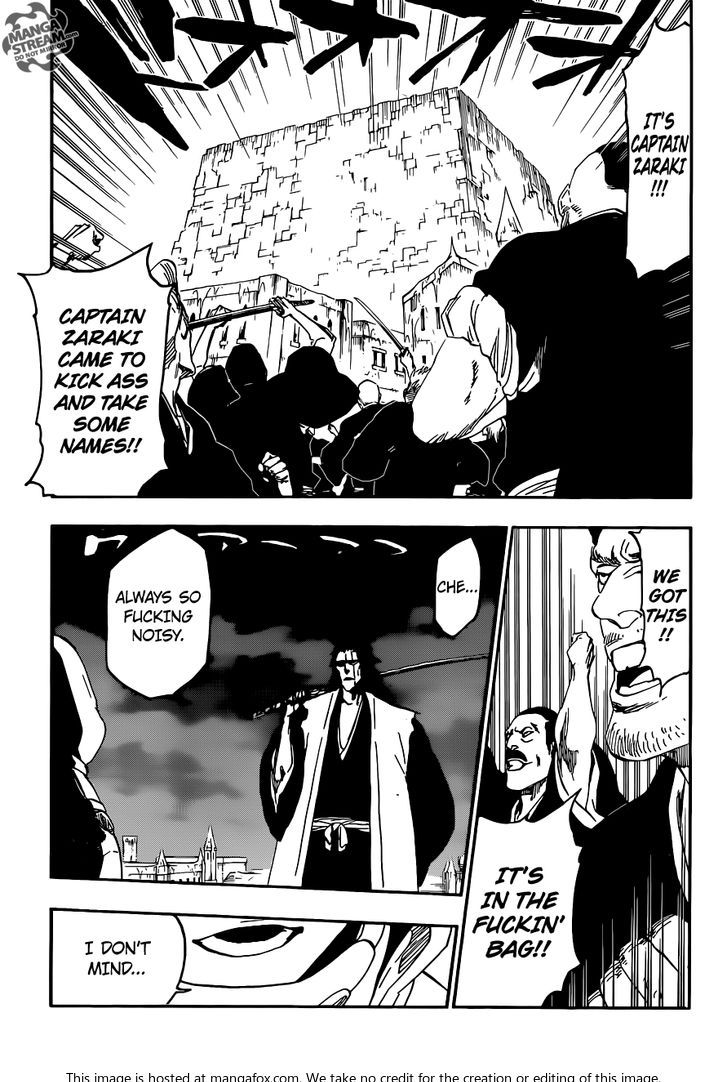 MANGA
STREAM.com
DO NOT MIRROR!
IT'S
CAPTAIN
ZARAKI
!!!
CAPTAIN
ZARAKI
CAME TO
KICK ASS
AND TAKE
SOME
NAMES!!
WE
GOT
THIS
!!
IT'S
IN THE
FUCKIN'
BAG!!
CHE...
ALWAYS SO
FUCKING
NOISY.
I DON'T
MIND...
This image is hosted at mangafox.com. We take no credit for the creation or editing of this image.